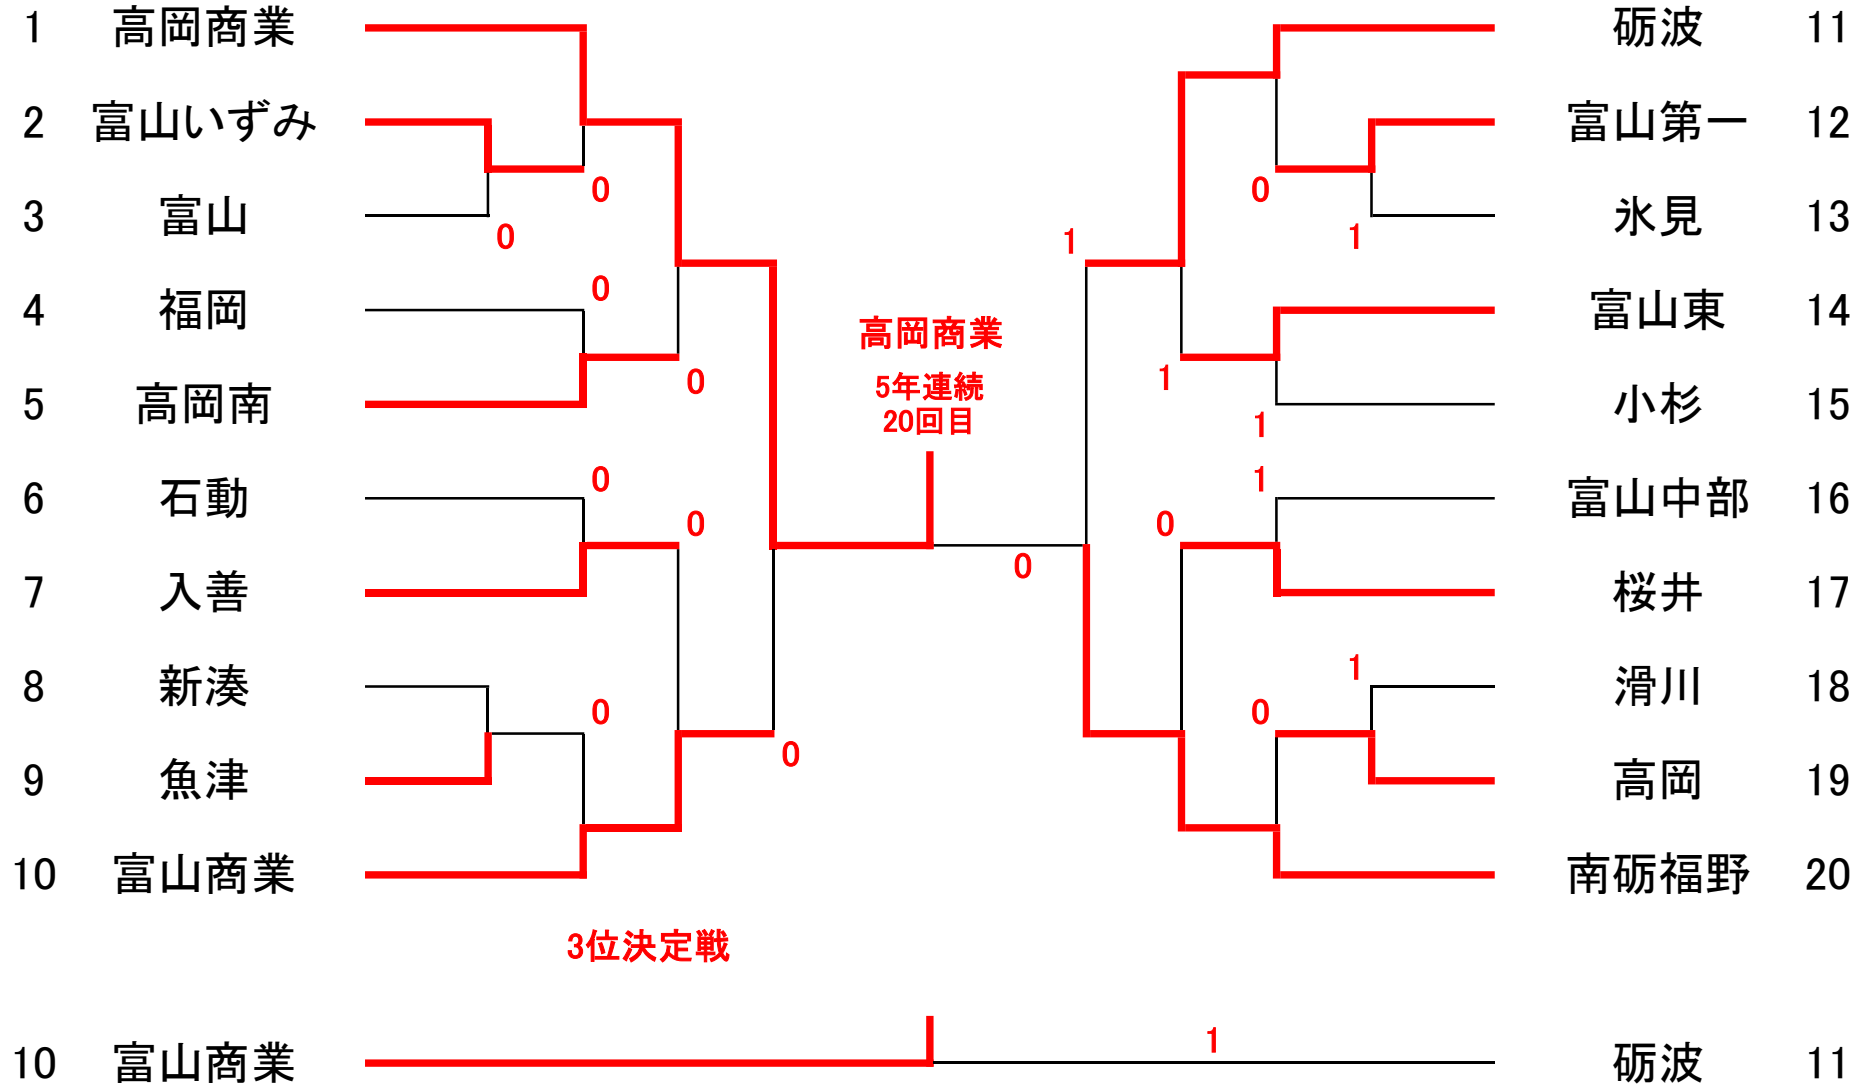 1 高岡商業
2 富山いずみ
3 富山
4 福岡
5 高岡南
6 石動
7 入善
8 新湊
9 魚津
10 富山商業
0
0
0
0
0
0
0
0
高岡商業
5年連続
20回目
0
1
1
0
0
1
1
1
0
1
砺波 11
富山第一 12
氷見 13
富山東 14
小杉 15
富山中部 16
桜井 17
滑川 18
高岡 19
南砺福野 20
3位決定戦
10 富山商業
1
砺波 11